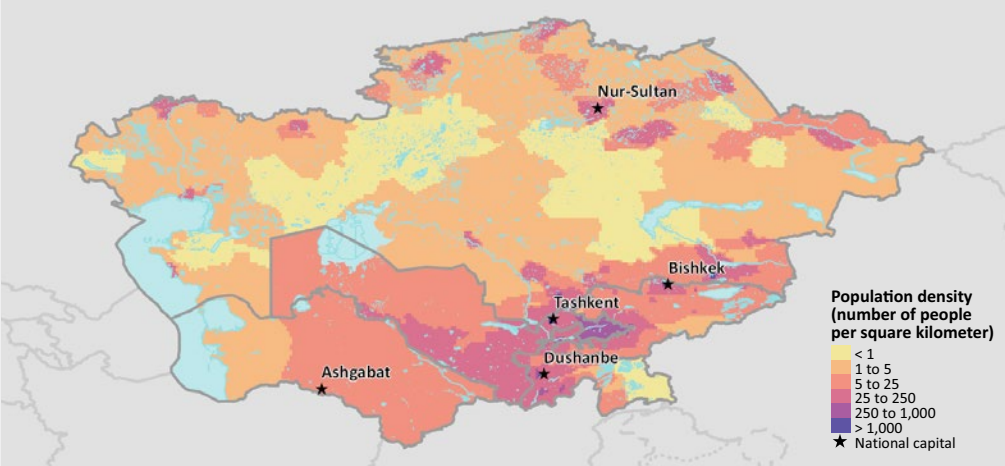 Nur-Sultan
Bishkek
Tashkent
Dushanbe
Ashgabat
Population density
(number of people
per square kilometer)
< 1
1 to 5
5 to 25
25 to 250
250 to 1,000
> 1,000
National capital